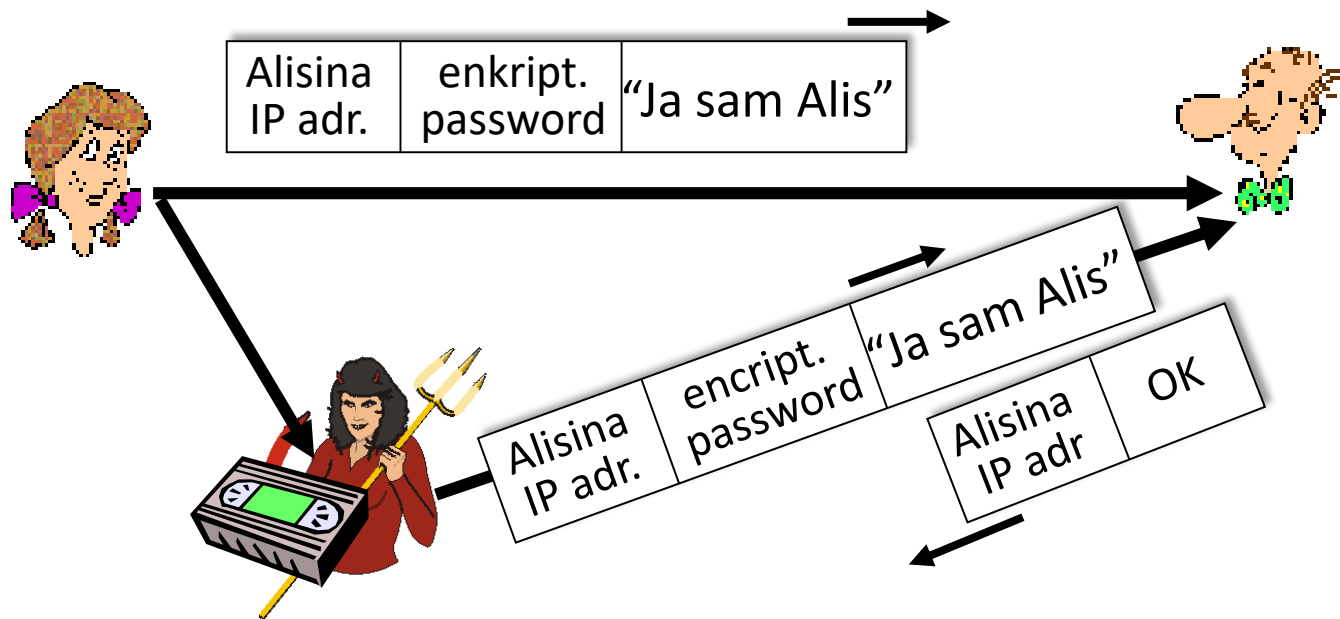 Alisina
IP adr.
enkript.
password
“Ja sam Alis”
Alisina
IP adr.
encript.
password
“Ja sam Alis”
Alisina
IP adr
OK